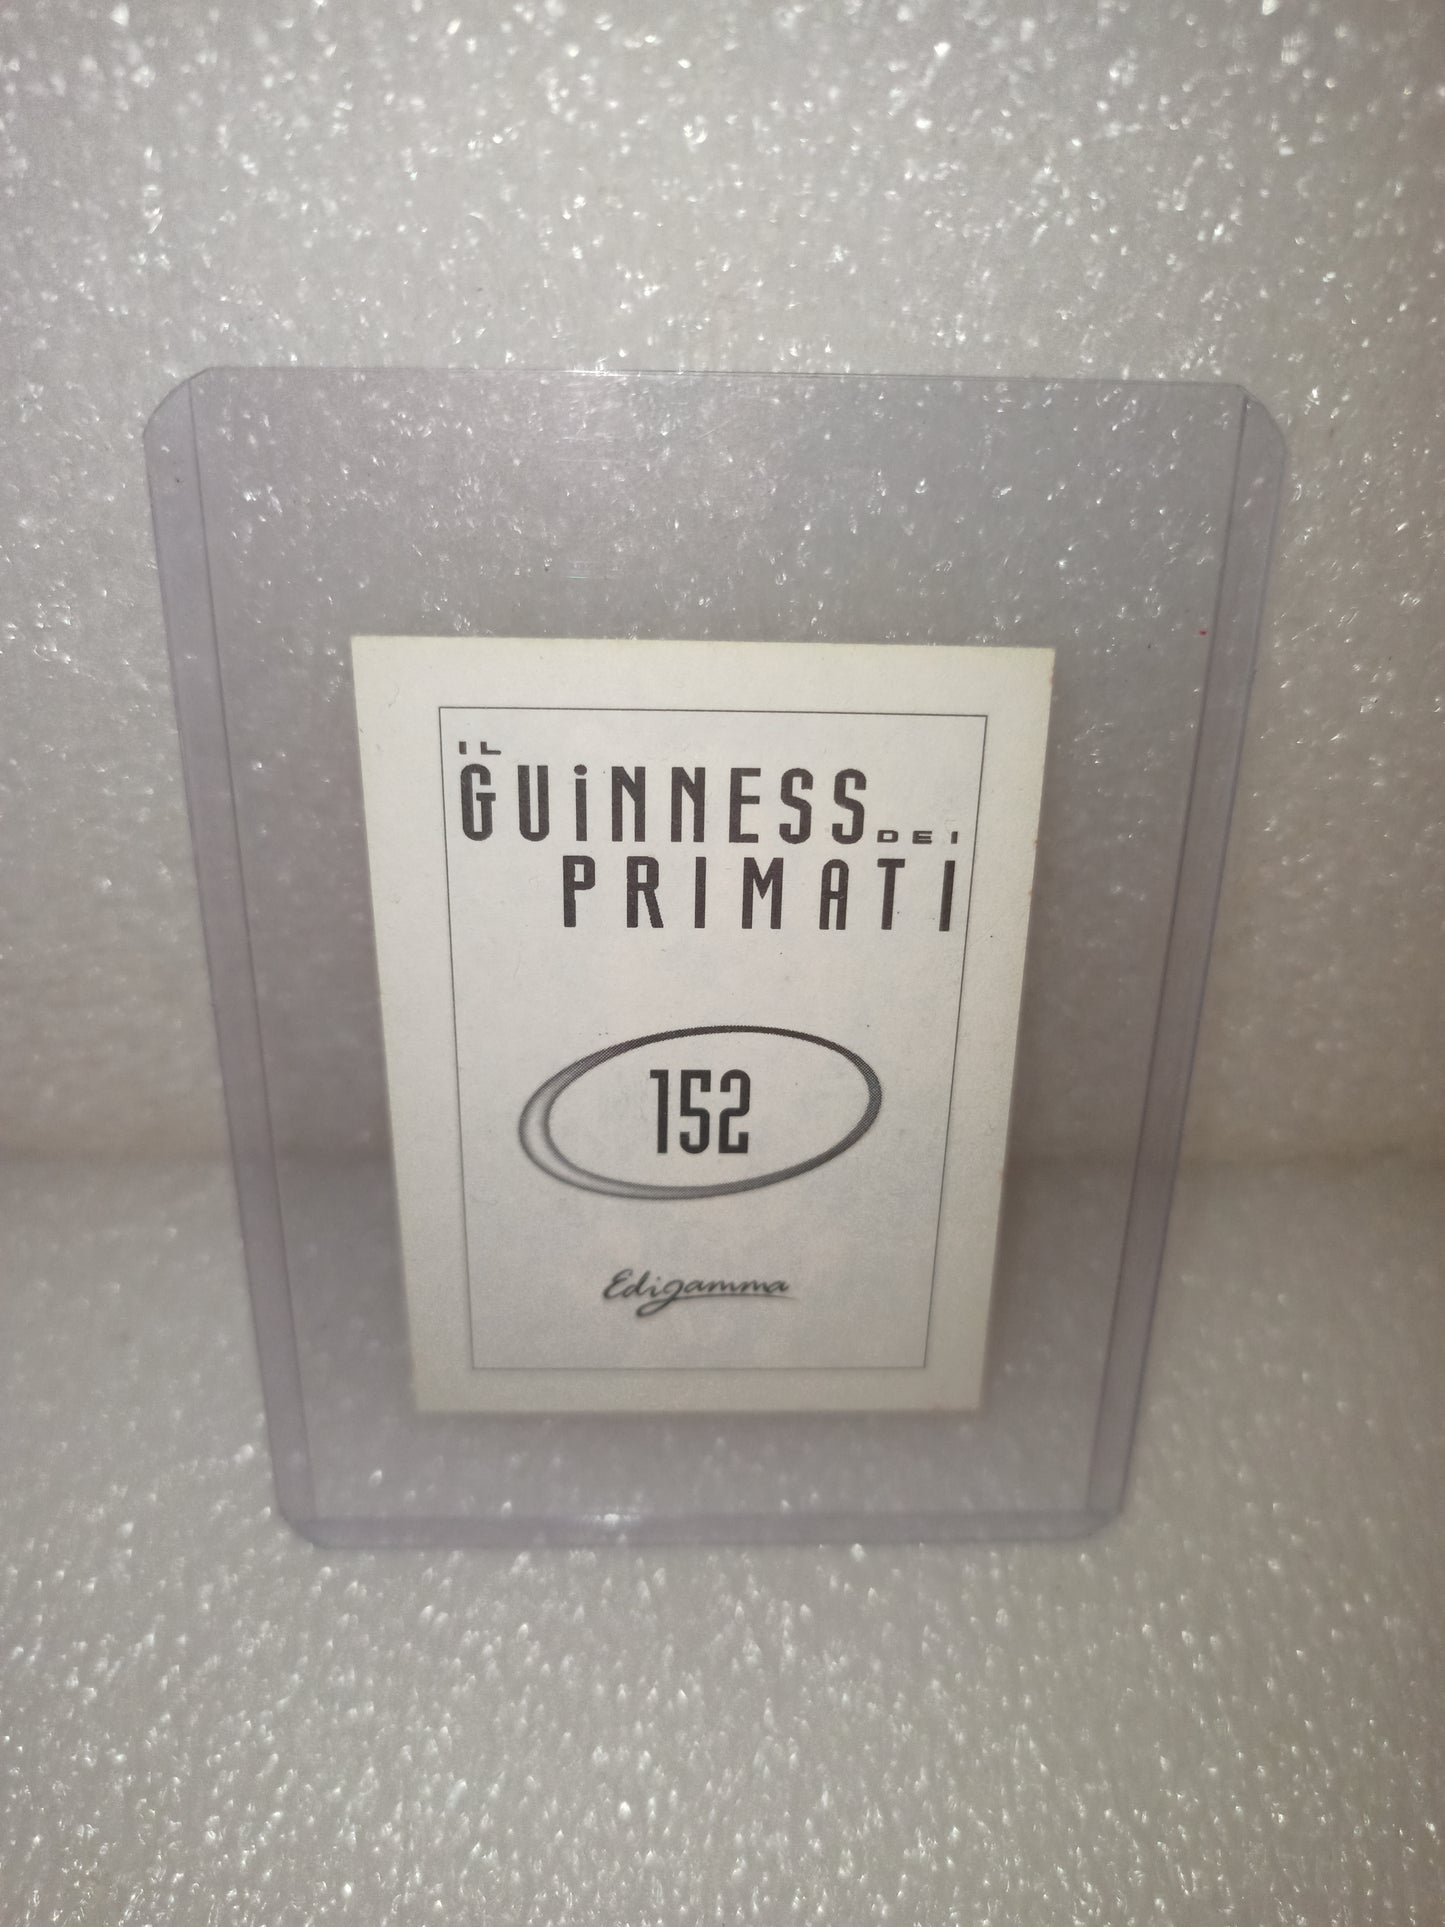 IL
GUiNNESS DEI
PRIMATI
152
Edigamma